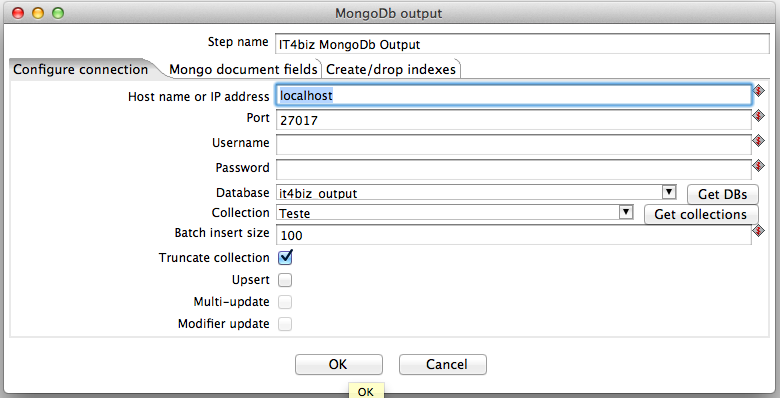 MongoDb output
Step name IT4biz MongoDb Output
Configure connection Mongo document fields Create/drop indexes
Host name or IP address localhost
Port 27017
Username
Password
Database it4biz_output Get DBs
Collection Teste Get collections
Batch insert size 100
Truncate collection
Upsert
Multi-update
Modifier update
OK Cancel
OK